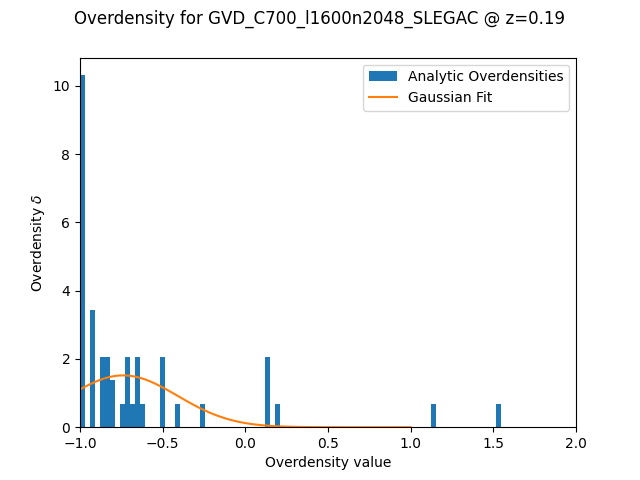 Overdensity for GVD_C700_l1600n2048_SLEGAC @ z=0.19
Analytic Overdensities
Gaussian Fit
Overdensity δ
10
8
6
4
2
0
−1.0 −0.5 0.0 0.5 1.0 1.5 2.0
Overdensity value